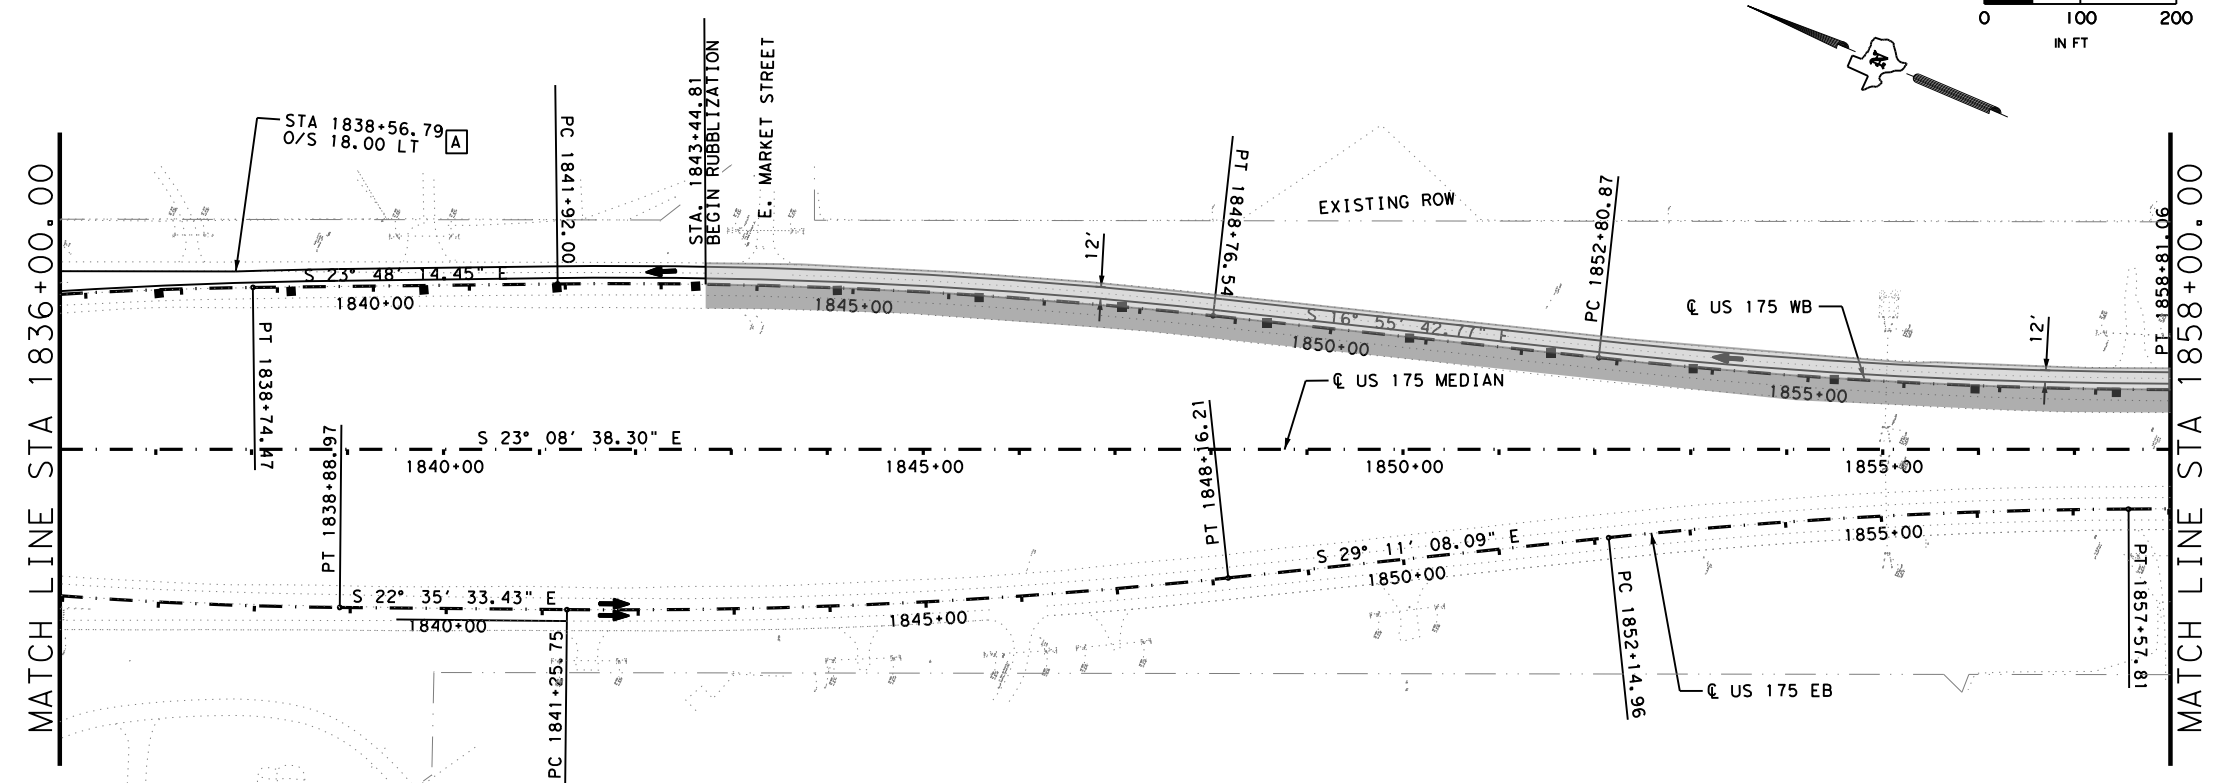 0 100 200
IN FT
MATCH LINE STA 1836+00.00
STA 1838+56.79
O/S 18.00 LT
A
PC 1841+92.00
STA. 1843+44.81
BEGIN RUBBLIZATION
E. MARKET STREET
12'
PT 1848+76.54
EXISTING ROW
PC 1852+80.87
℄ US 175 WB
12'
PT 1858+81.06
MATCH LINE STA 1858+00.00
S 23° 48' 14.45" E
1840+00
1845+00
S 16° 55' 42.77" E
1850+00
1855+00
PT 1838+74.47
℄ US 175 MEDIAN
PT 1838+88.97
S 23° 08' 38.30" E
1840+00
1845+00
PT 1848+16.21
1850+00
1855+00
S 22° 35' 33.43" E
1840+00
1845+00
S 29° 11' 08.09" E
1850+00
1855+00
PC 1841+25.75
PC 1852+14.96
℄ US 175 EB
PT 1857+57.81